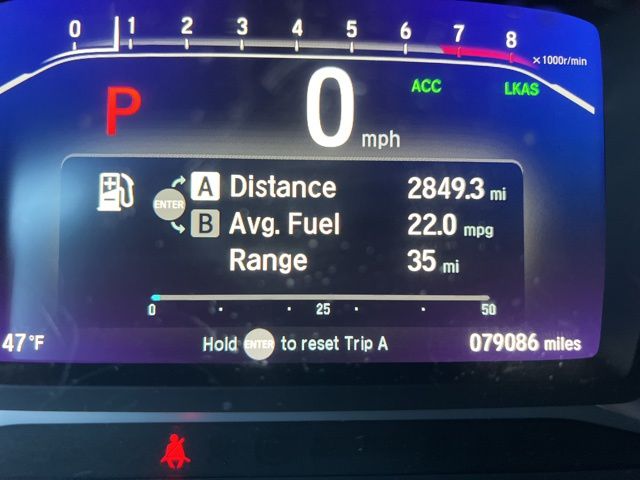 0 1 2 3 4 5 6 7 8
×1000r/min
P 0 mph ACC LKAS
ENTER A Distance 2849.3 mi
B Avg. Fuel 22.0 mpg
Range 35 mi
0 25 50
47°F Hold ENTER to reset Trip A 079086 miles